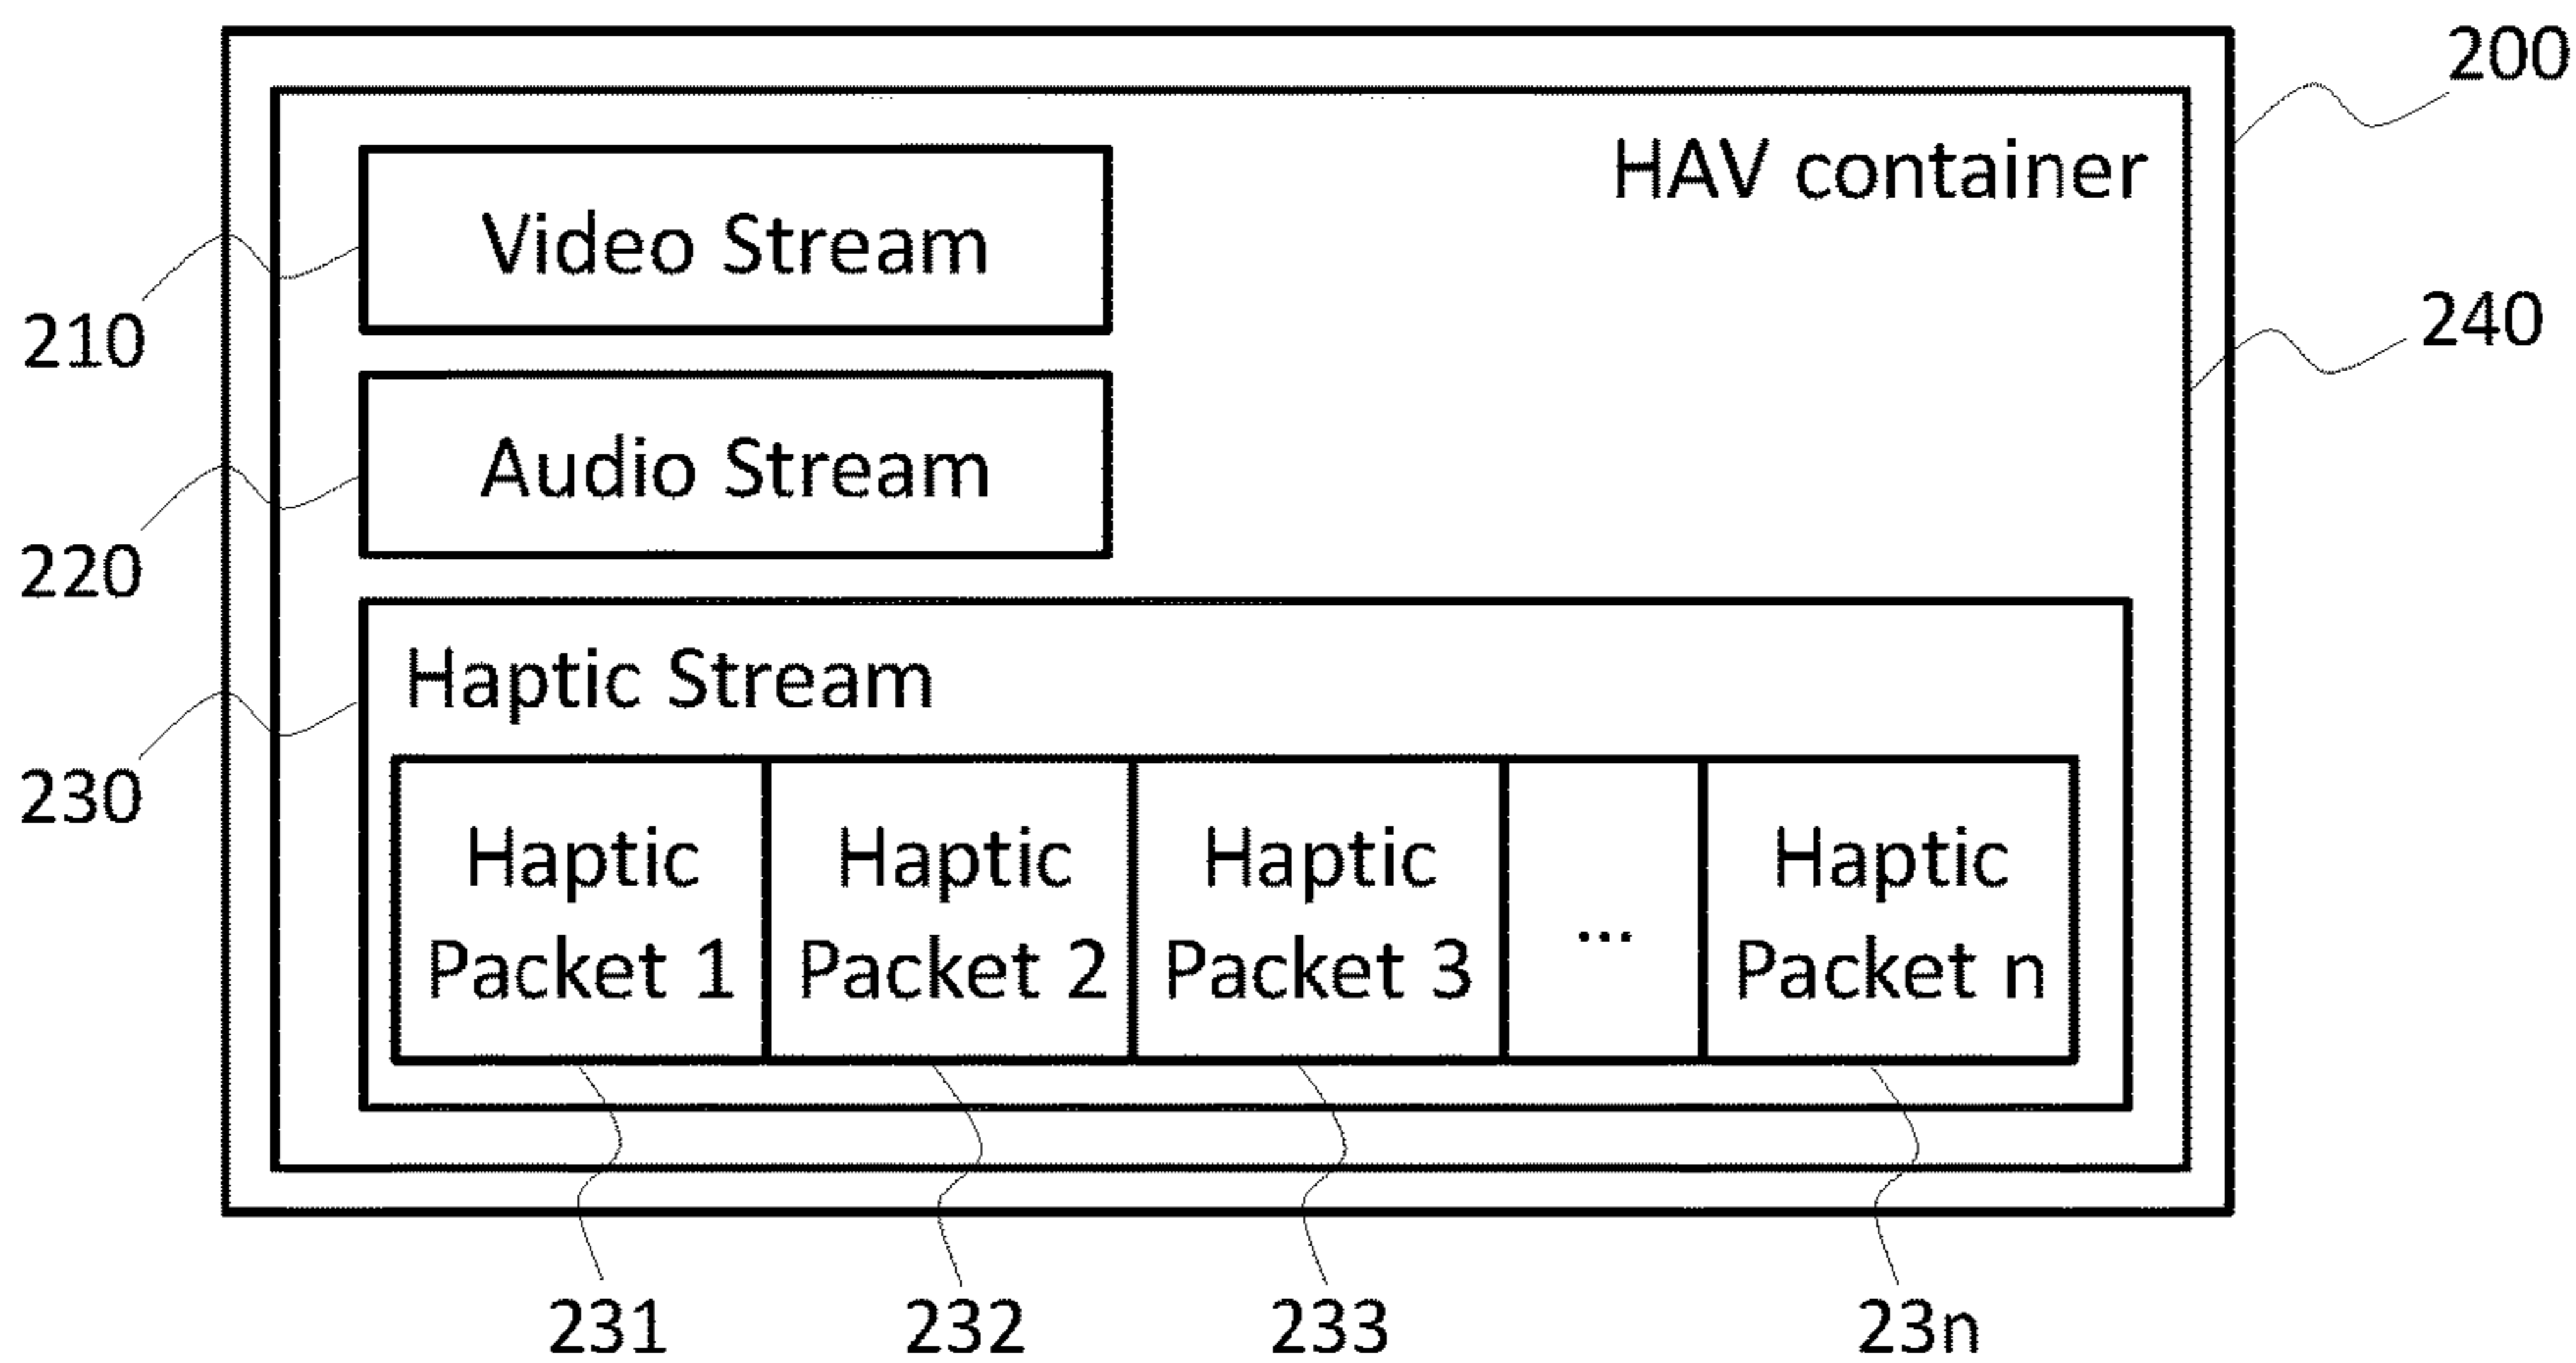 200
HAV container
Video Stream
210
240
Audio Stream
220
Haptic Stream
230
Haptic
Packet 1
Haptic
Packet 2
Haptic
Packet 3
...
Haptic
Packet n
231
232
233
23n